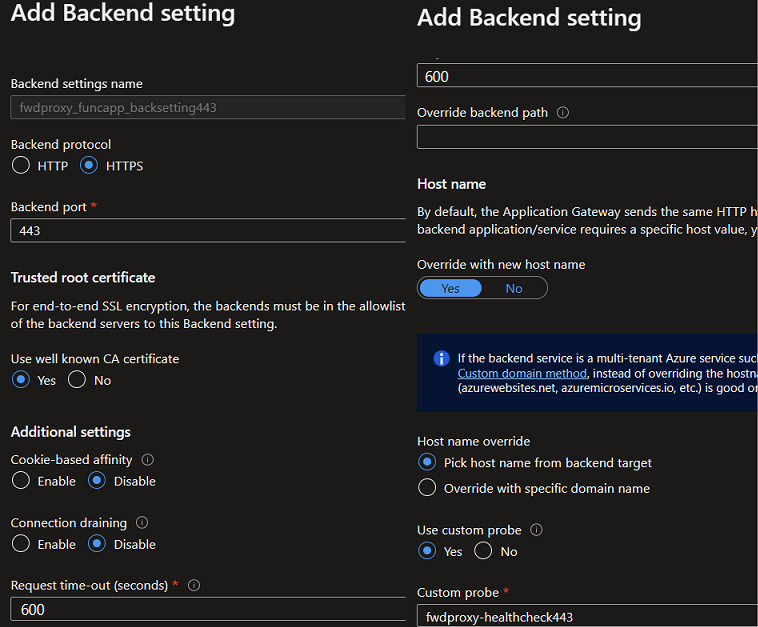 Add Backend setting
Backend settings name
fwdproxy_funcapp_backsetting443
Backend protocol
HTTP HTTPS
Backend port *
443
Trusted root certificate
For end-to-end SSL encryption, the backends must be in the allowlist
of the backend servers to this Backend setting.
Use well known CA certificate
Yes No
Additional settings
Cookie-based affinity
Enable Disable
Connection draining
Enable Disable
Request time-out (seconds) *
600
Add Backend setting
600
Override backend path
Host name
By default, the Application Gateway sends the same HTTP h
backend application/service requires a specific host value, y
Override with new host name
Yes No
If the backend service is a multi-tenant Azure service suc
Custom domain method, instead of overriding the hostna
(azurewebsites.net, azuremicroservices.io, etc.) is good or
Host name override
Pick host name from backend target
Override with specific domain name
Use custom probe
Yes No
Custom probe *
fwdproxy-healthcheck443